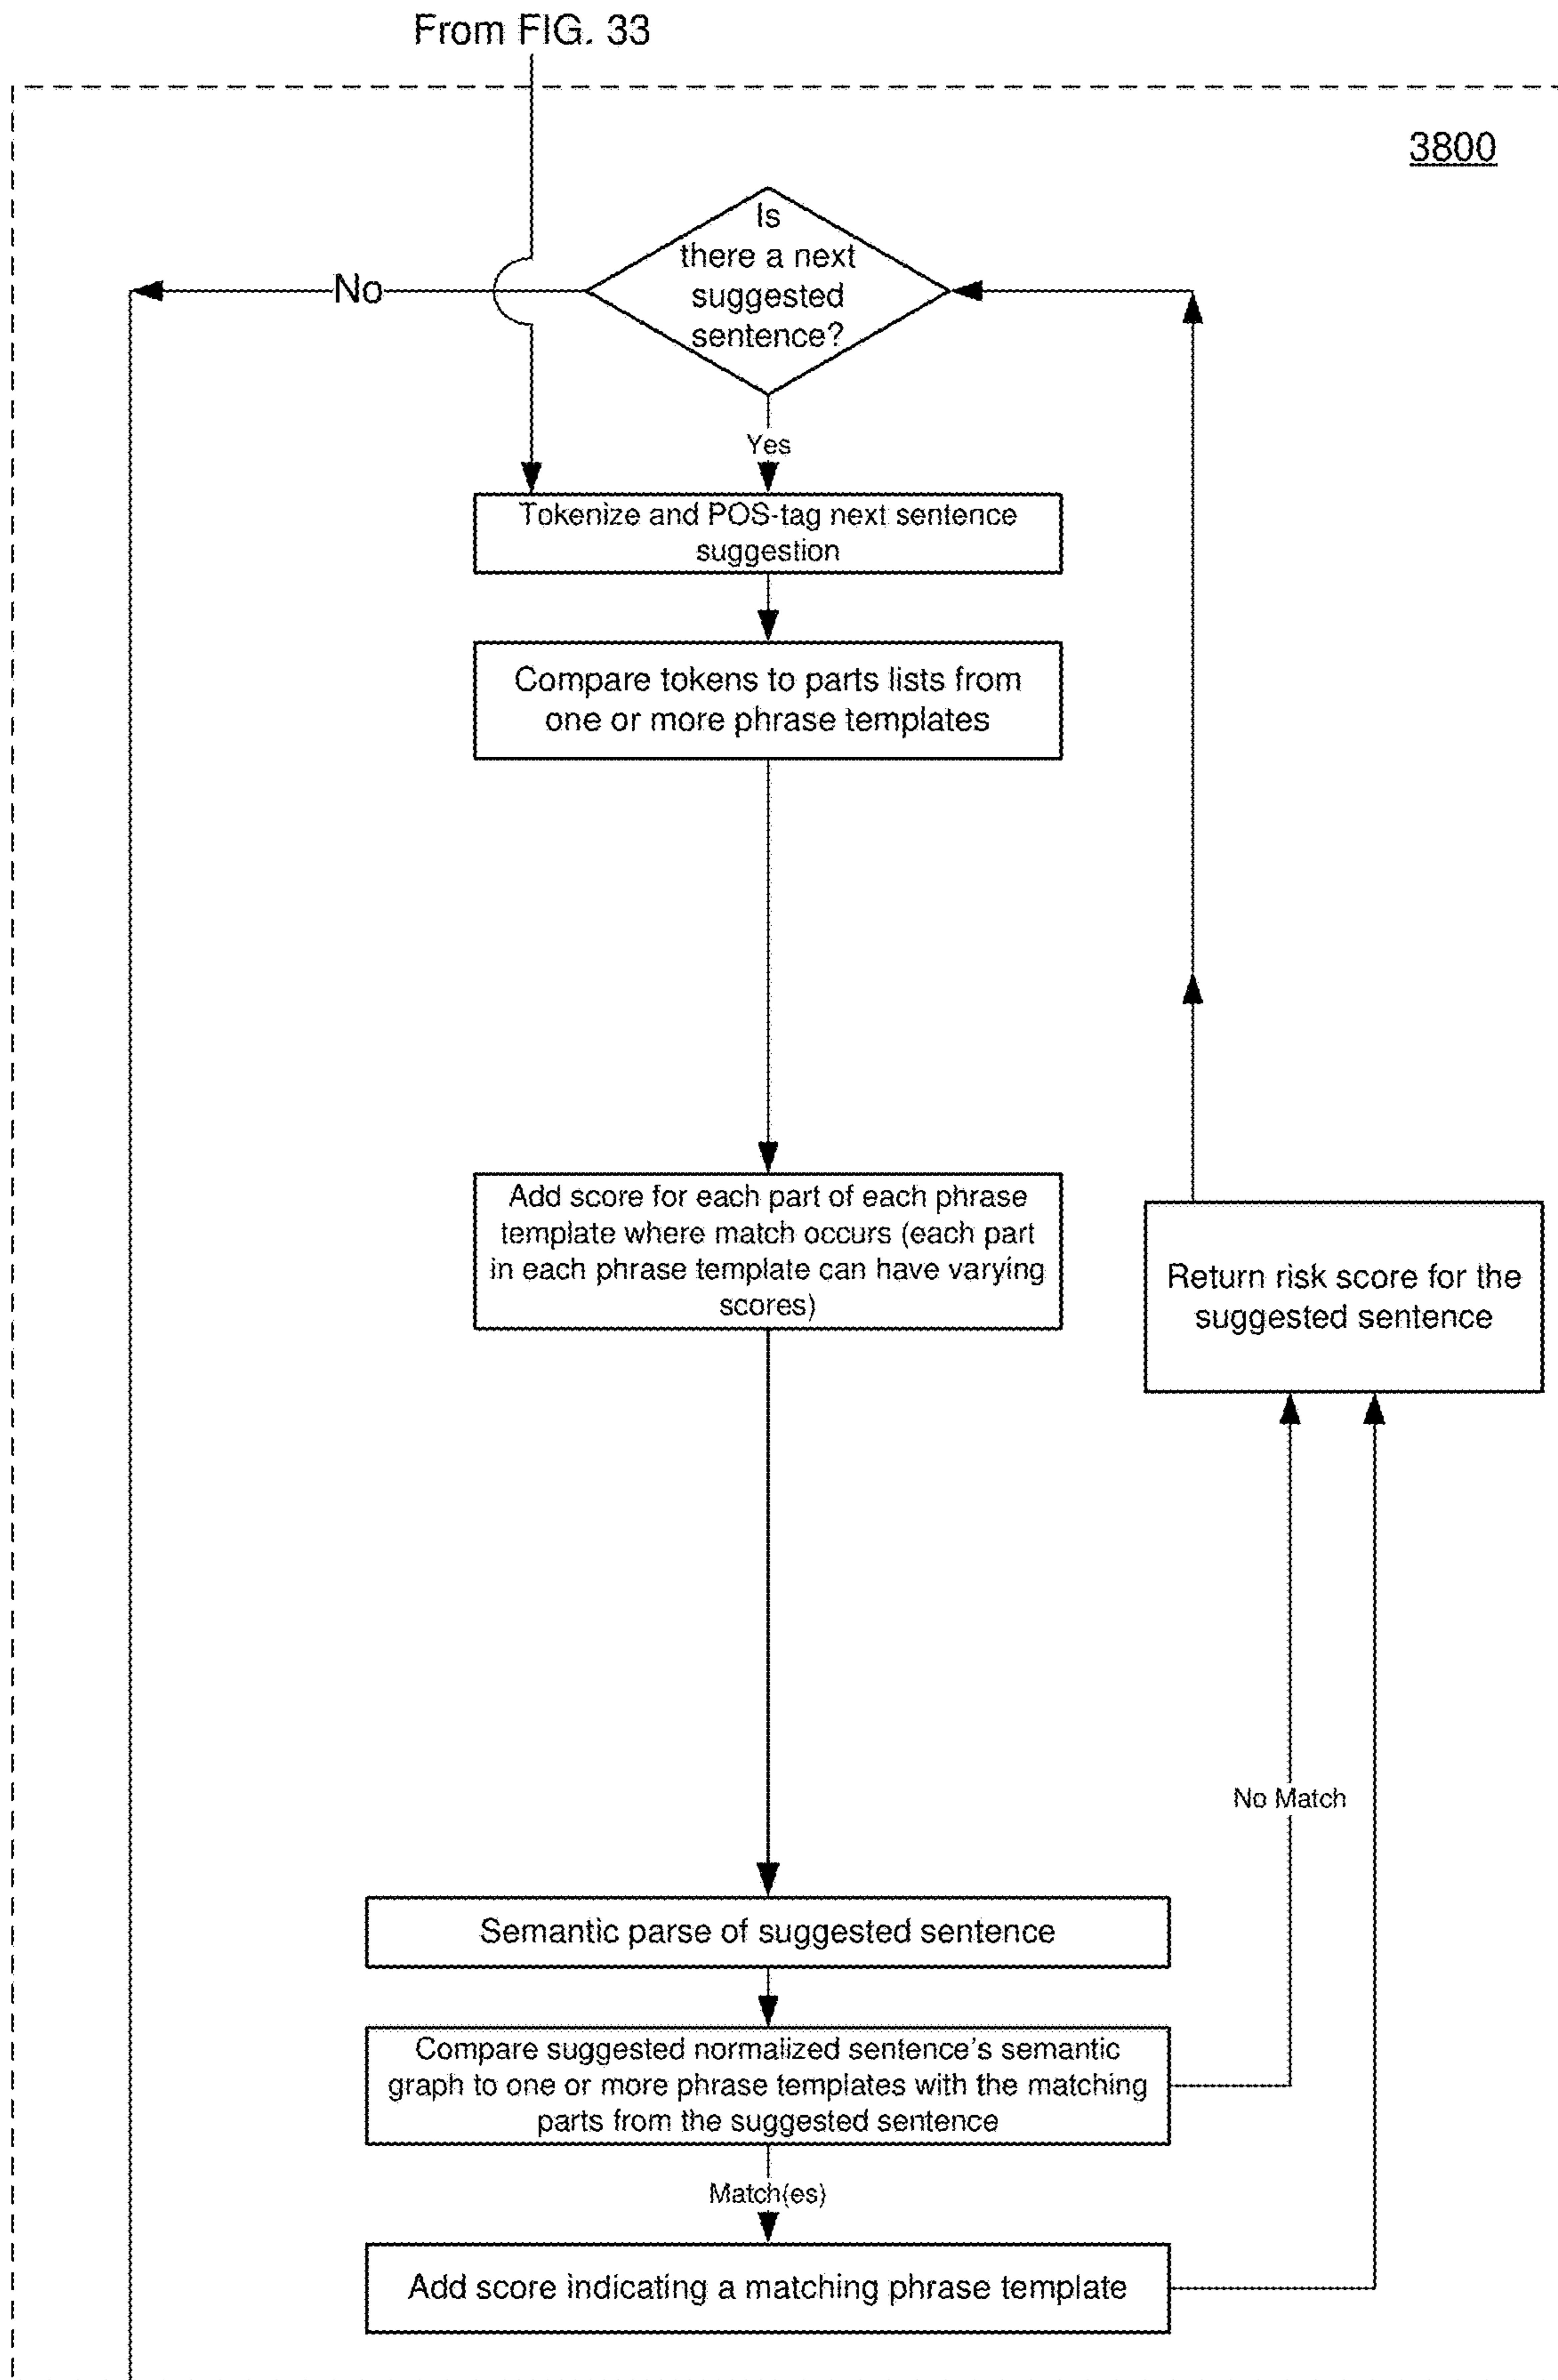 From FIG. 33
3800
Is
there a next
suggested
sentence?
No
Yes
Tokenize and POS-tag next sentence
suggestion
Compare tokens to parts lists from
one or more phrase templates
Add score for each part of each phrase
template where match occurs (each part
in each phrase template can have varying
scores)
Return risk score for the
suggested sentence
No Match
Semantic parse of suggested sentence
Compare suggested normalized sentence's semantic
graph to one or more phrase templates with the matching
parts from the suggested sentence
Match(es)
Add score indicating a matching phrase template